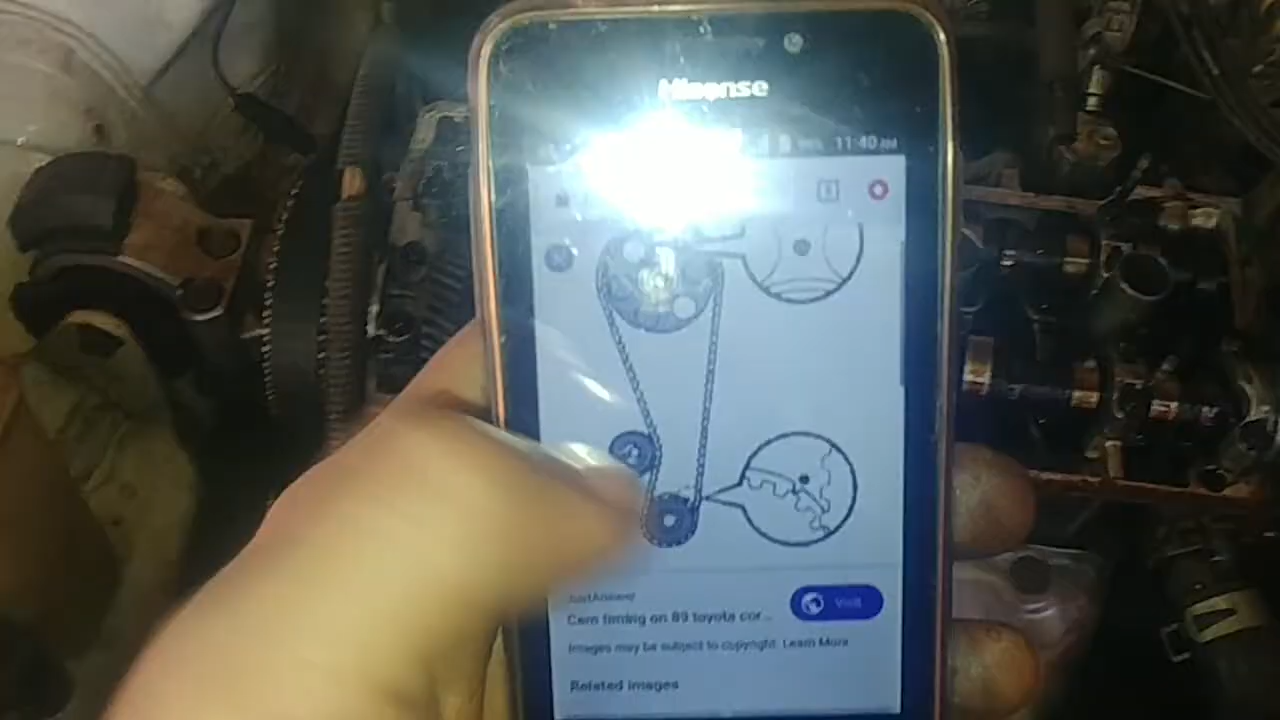 Hisense
11:40 AM
JustAnswer
Visit
Cam timing on 89 toyota cor...
Images may be subject to copyright. Learn More
Related images